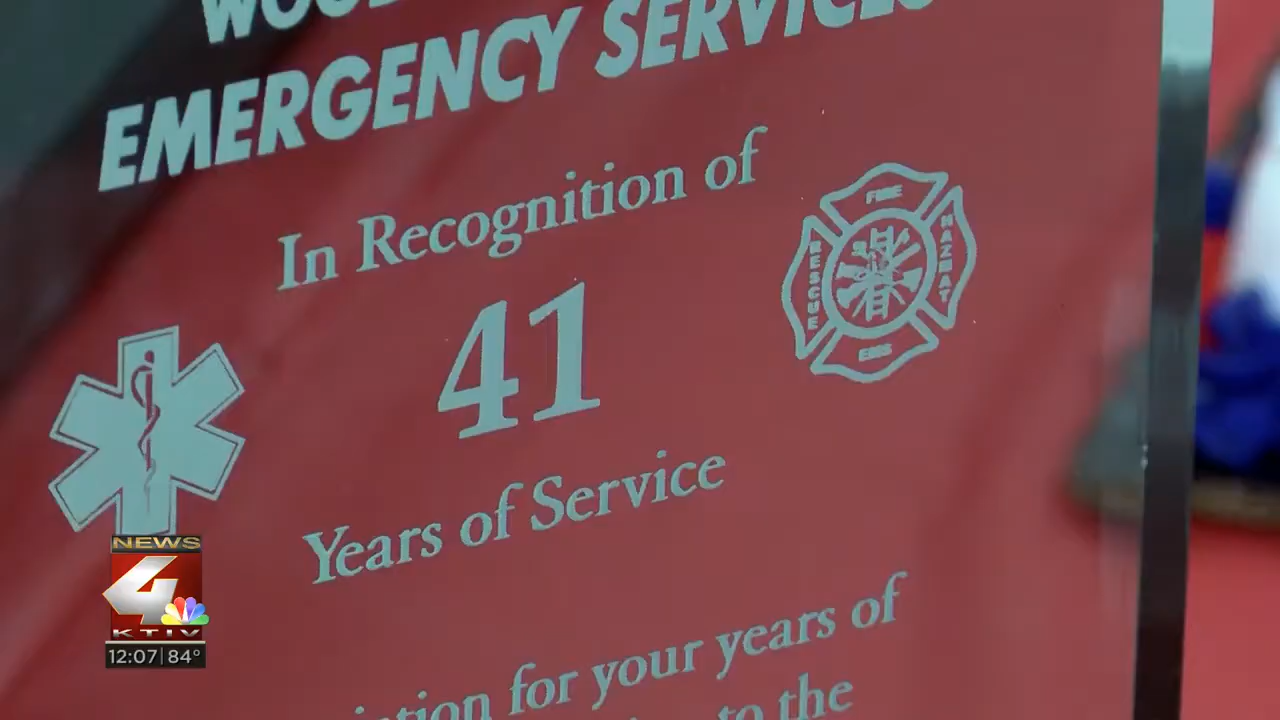 EMERGENCY SERVICES
In Recognition of
41
Years of Service
for your years of
to the
FIRE
HAZMAT
RESCUE
EMS
NEWS
4
KTIV
12:07 | 84°